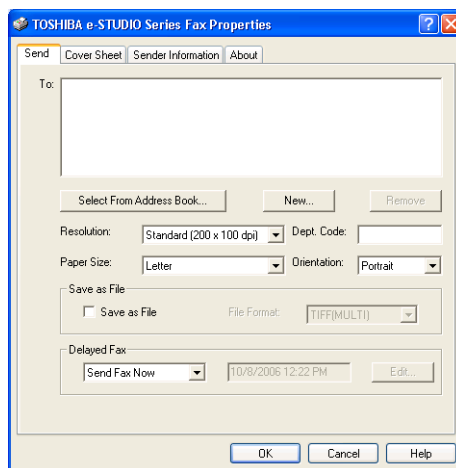 TOSHIBA e-STUDIO Series Fax Properties
Send Cover Sheet Sender Information About
To:
Select From Address Book... New... Remove
Resolution: Standard (200 x 100 dpi) Dept. Code:
Paper Size: Letter Orientation: Portrait
Save as File
Save as File File Format: TIFF(MULTI)
Delayed Fax
Send Fax Now 10/8/2006 12:22 PM Edit...
OK Cancel Help